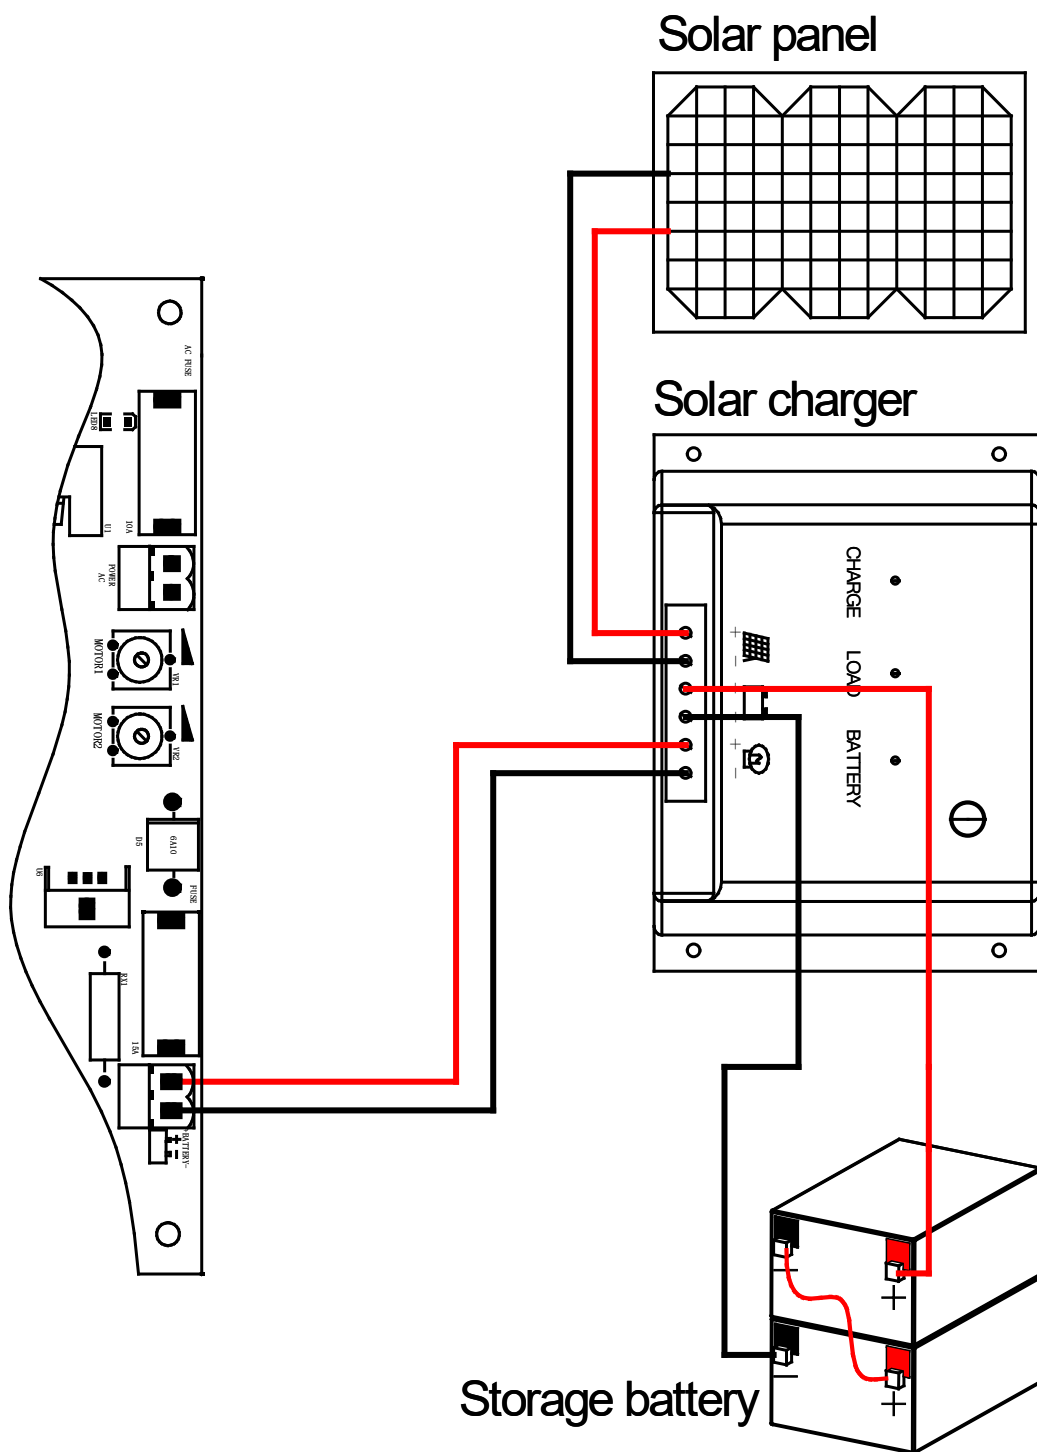 Solar panel
Solar charger
Storage battery
CHARGE
LOAD
BATTERY
+
-
+
-
+
-
AC FUSE
LED8
10A
U1
POWER
AC
MOTOR1
VR1
MOTOR2
VR2
D5
6A10
U6
FUSE
RX1
15A
+BATTERY-
+
-
-
+
-
+